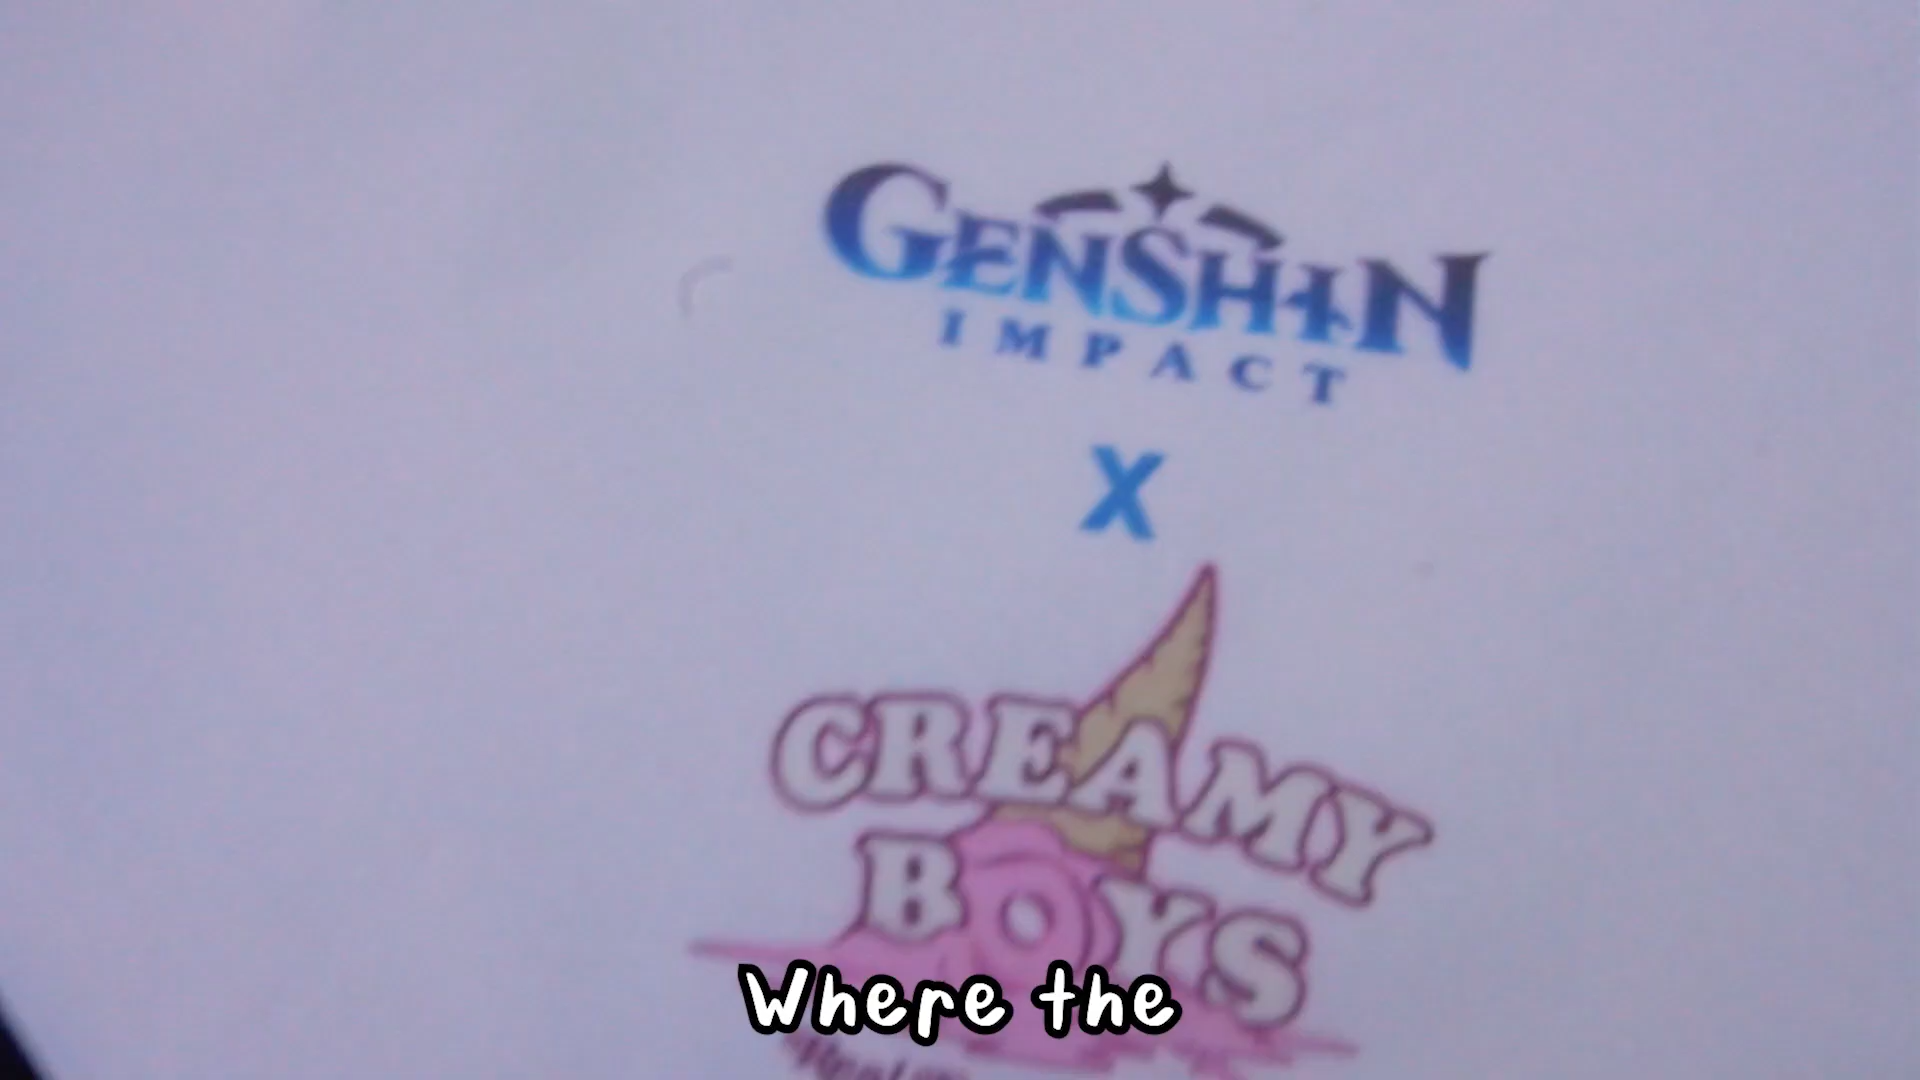 GENSHIN
IMPACT
X
CREAMY
BOYS
Where the